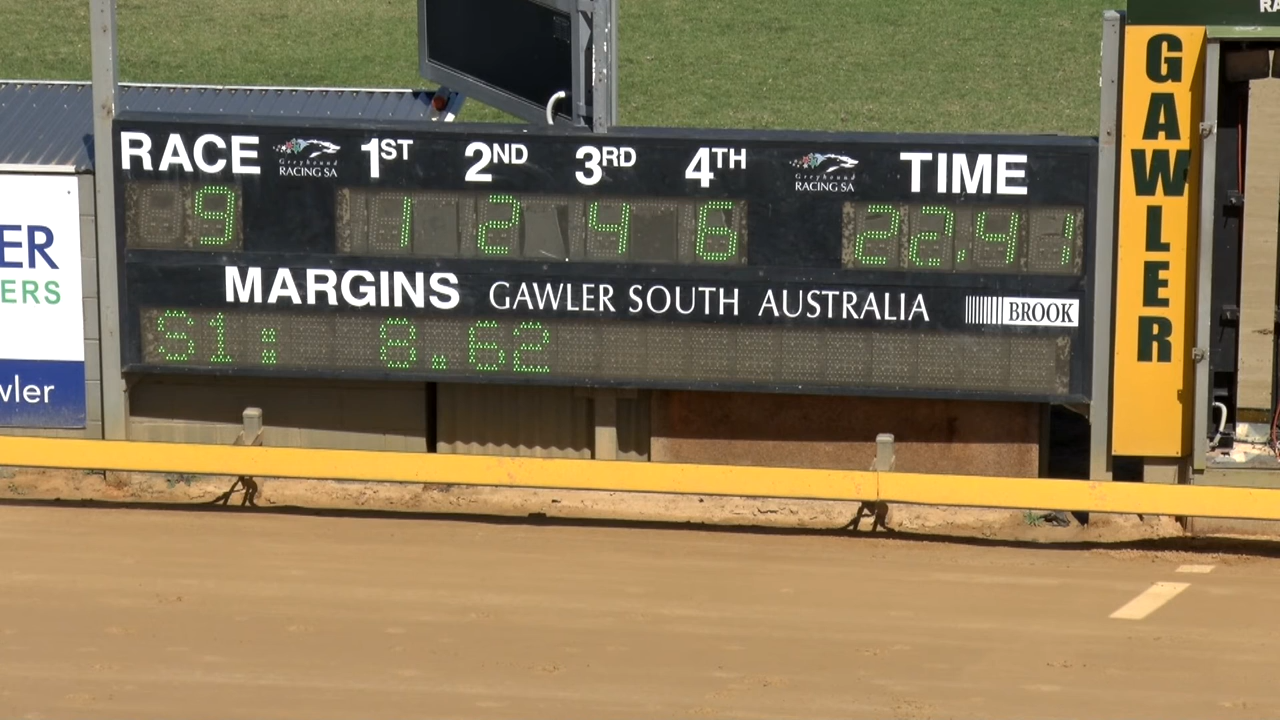 RA
GAWLER
RACE Greyhound RACING SA 1ST 2ND 3RD 4TH Greyhound RACING SA TIME
9 1 2 4 6 22.41
MARGINS GAWLER SOUTH AUSTRALIA BROOK
S1: 8.62
ER
ERS
wler